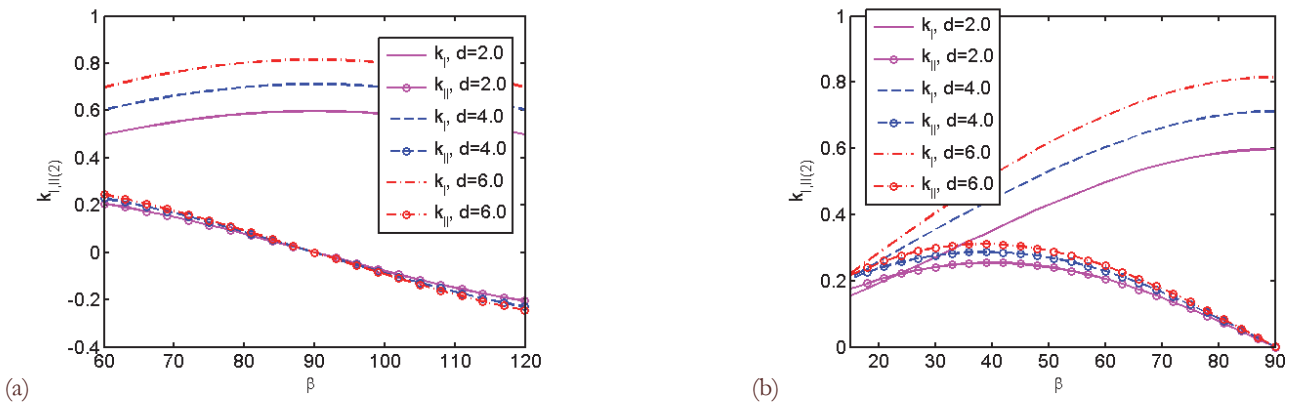 1
0.8
0.6
0.4
0.2
0
-0.2
-0.4
k_I,II(2)
60 70 80 90 100 110 120
β
k_I, d=2.0
k_II, d=2.0
k_I, d=4.0
k_II, d=4.0
k_I, d=6.0
k_II, d=6.0
(a)
1
0.8
0.6
0.4
0.2
0
k_I,II(2)
20 30 40 50 60 70 80 90
β
k_I, d=2.0
k_II, d=2.0
k_I, d=4.0
k_II, d=4.0
k_I, d=6.0
k_II, d=6.0
(b)